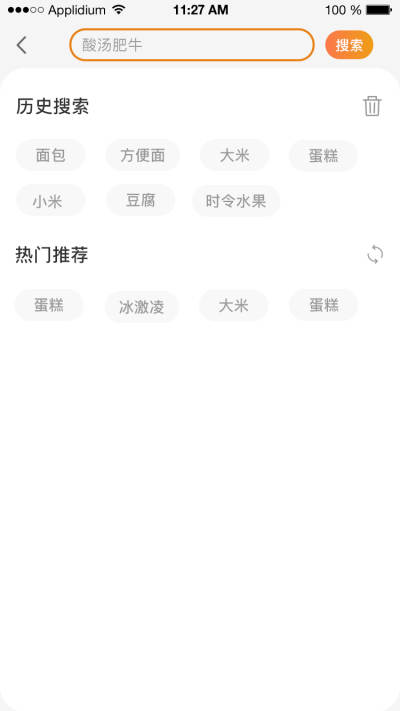 Applidium 11:27 AM 100 %
酸汤肥牛 搜索
历史搜索
面包 方便面 大米 蛋糕
小米 豆腐 时令水果
热门推荐
蛋糕 冰激凌 大米 蛋糕